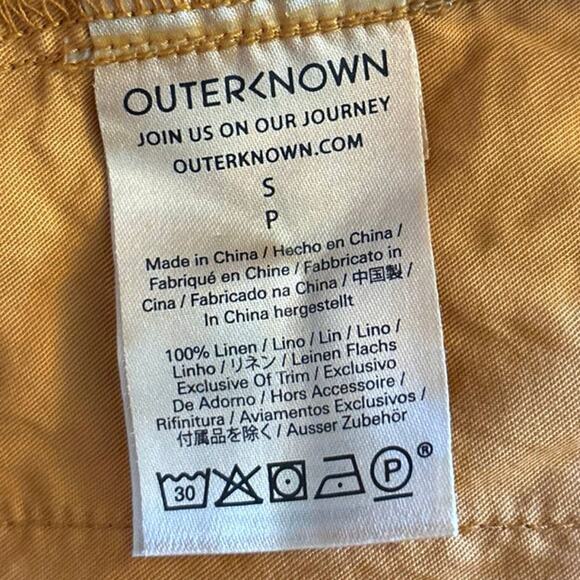 OUTERKNOWN
JOIN US ON OUR JOURNEY
OUTERKNOWN.COM
S
P
Made in China / Hecho en China /
Fabriqué en Chine / Fabbricato in
Cina / Fabricado na China / 中国製 /
In China hergestellt
100% Linen / Lino / Lin / Lino /
Linho / リネン / Leinen Flachs
Exclusive Of Trim / Exclusivo
De Adorno / Hors Accessoire /
Rifinitura / Aviamentos Exclusivos /
付属品を除く / Ausser Zubehör
30 P ®